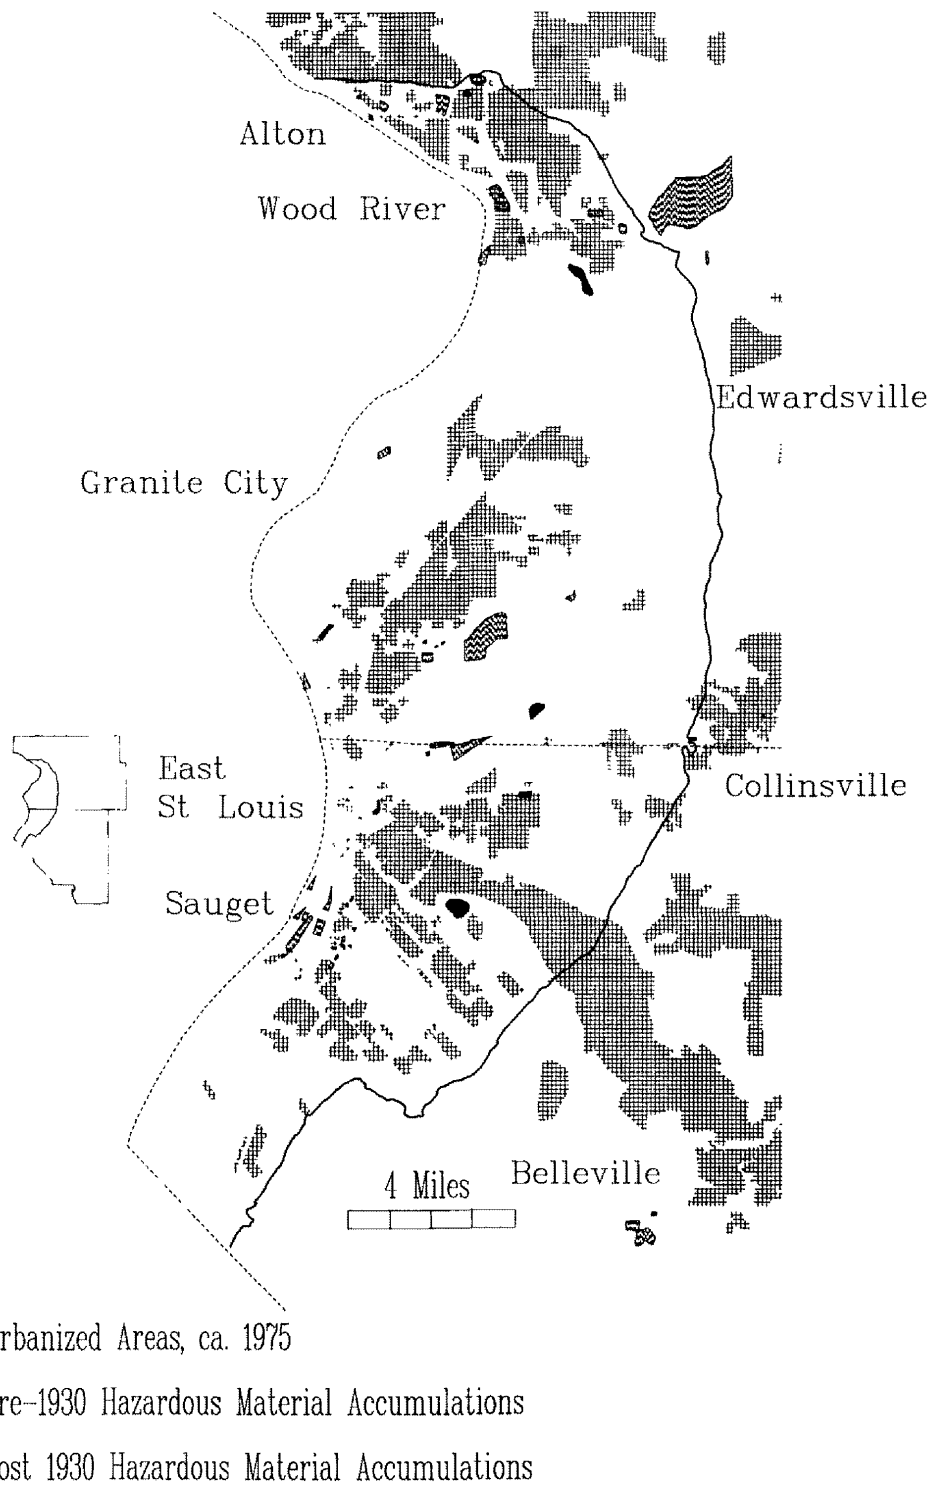 Alton
Wood River
Edwardsville
Granite City
East
St Louis
Collinsville
Sauget
4 Miles
Belleville
rbanized Areas, ca. 1975
re-1930 Hazardous Material Accumulations
ost 1930 Hazardous Material Accumulations